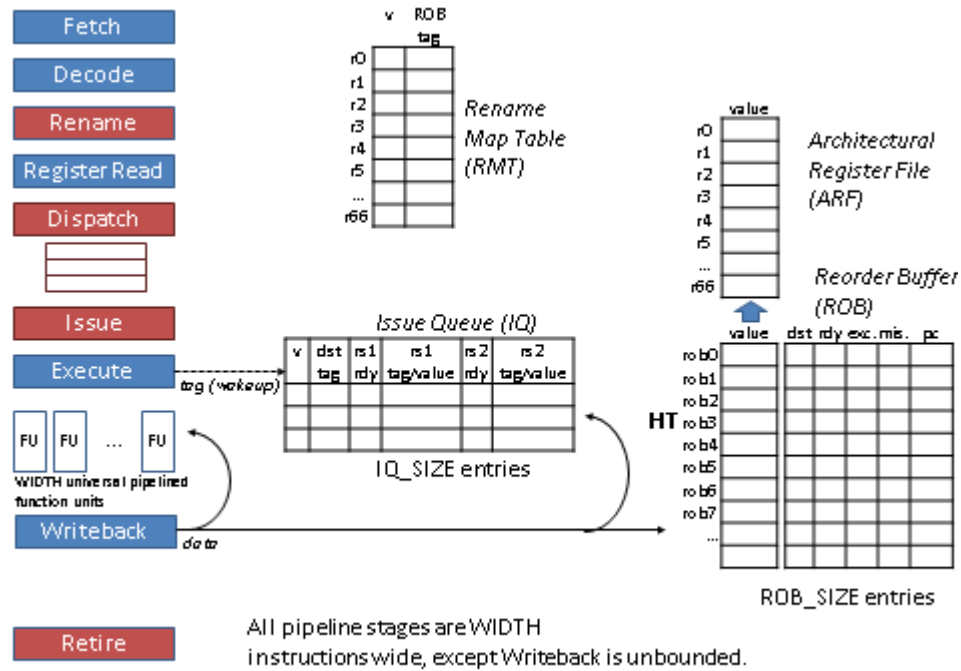 Fetch
Decode
Rename
Register Read
Dispatch
Issue
Execute
FU FU ... FU
WIDTH universal pipelined
function units
Writeback
Retire
v ROB
tag
r0
r1
r2
r3
r4
r5
...
r66
Rename
Map Table
(RMT)
value
r0
r1
r2
r3
r4
r5
...
r66
Architectural
Register File
(ARF)
Reorder Buffer
(ROB)
Issue Queue (IQ)
v dst rs1 rs1 rs2 rs2
tag rdy tag/value rdy tag/value
tag (wakeup)
IQ_SIZE entries
data
value dst rdy exc. mis. pc
rob0
rob1
rob2
HT rob3
rob4
rob5
rob6
rob7
...
ROB_SIZE entries
All pipeline stages are WIDTH
instructions wide, except Writeback is unbounded.